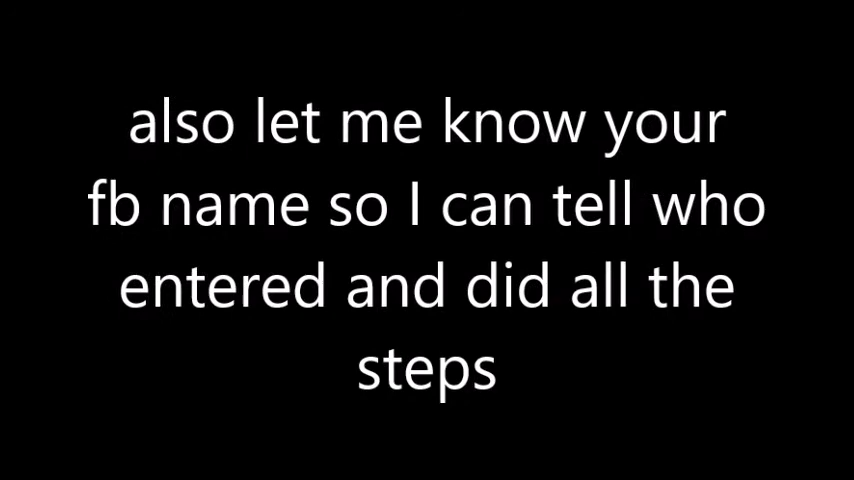 also let me know your
fb name so I can tell who
entered and did all the
steps